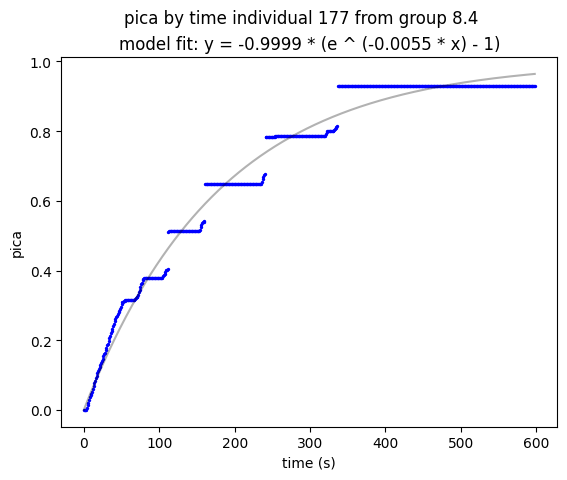 pica by time individual 177 from group 8.4
model fit: y = -0.9999 * (e ^ (-0.0055 * x) - 1)
1.0
0.8
0.6
0.4
0.2
0.0
pica
0 100 200 300 400 500 600
time (s)